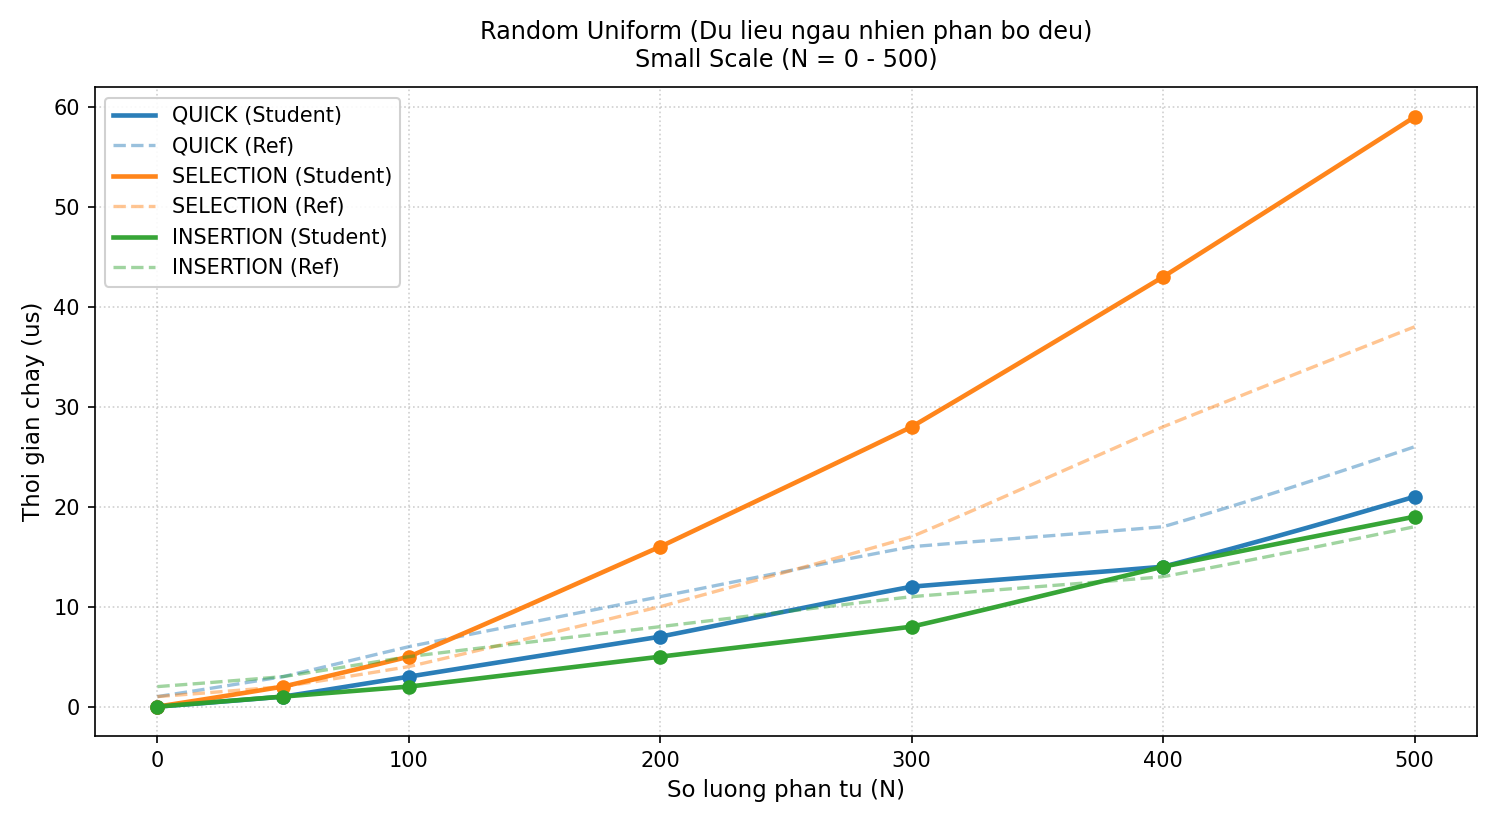 Random Uniform (Du lieu ngau nhien phan bo deu)
Small Scale (N = 0 - 500)
QUICK (Student)
QUICK (Ref)
SELECTION (Student)
SELECTION (Ref)
INSERTION (Student)
INSERTION (Ref)
Thoi gian chay (us)
60
50
40
30
20
10
0
0 100 200 300 400 500
So luong phan tu (N)